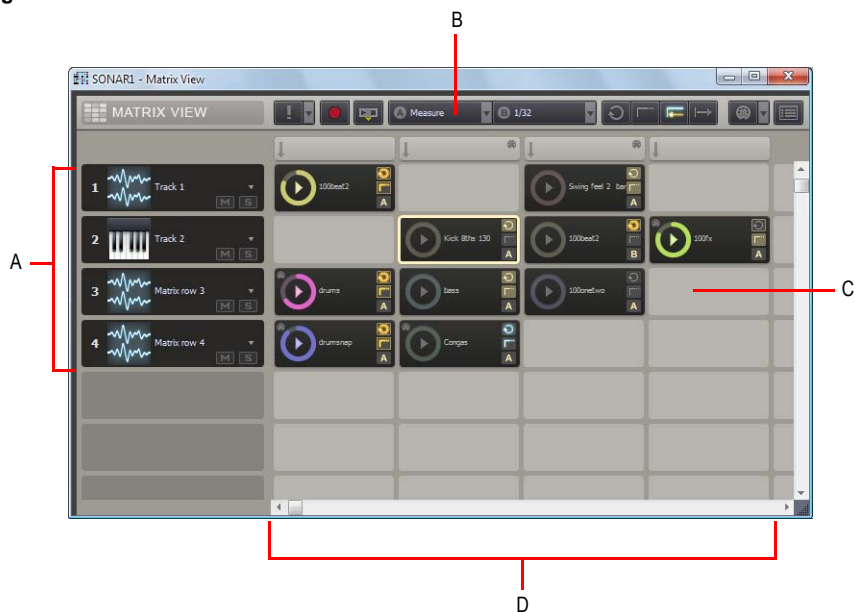 g
B
SONAR1 - Matrix View
MATRIX VIEW
! A Measure B 1/32
A
1 Track 1 M S
100beat2 A
Swing feel 2 bar A
2 Track 2 M S
Kick 8ths 130 A
100beat2 B
100fx A
3 Matrix row 3 M S
drums A
bass A
100onetwo A
C
4 Matrix row 4 M S
drumsnap A
Congas A
D